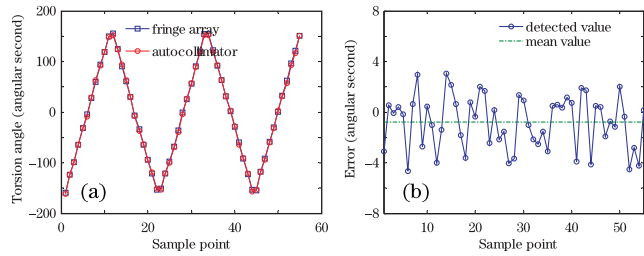 200
100
0
−100
−200
0
20
40
60
Torsion angle (angular second)
Sample point
fringe array
autocollimator
(a)
8
4
0
−4
−8
10
20
30
40
50
Error (angular second)
Sample point
detected value
mean value
(b)